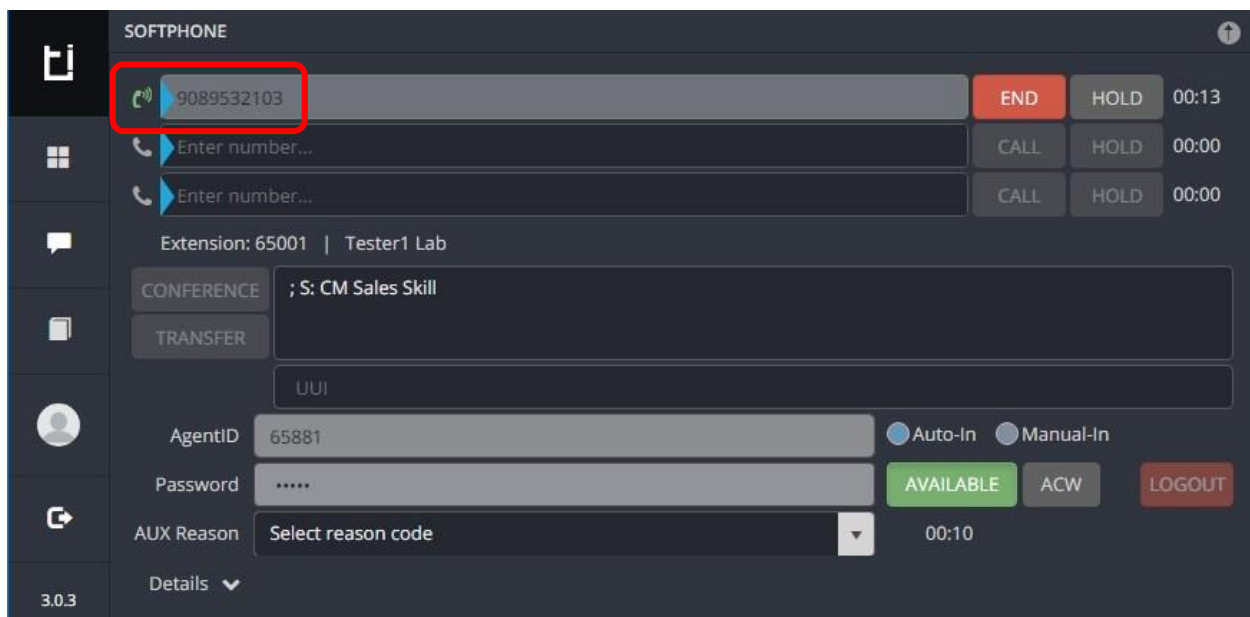 SOFTPHONE
9089532103 END HOLD 00:13
Enter number... CALL HOLD 00:00
Enter number... CALL HOLD 00:00
Extension: 65001 | Tester1 Lab
CONFERENCE ; S: CM Sales Skill
TRANSFER
UUI
AgentID 65881 Auto-In Manual-In
Password ••••• AVAILABLE ACW LOGOUT
AUX Reason Select reason code 00:10
Details
3.0.3